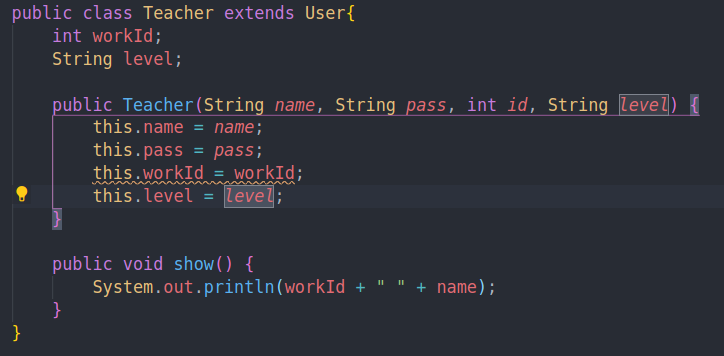 public class Teacher extends User{
int workId;
String level;
public Teacher(String name, String pass, int id, String level) {
this.name = name;
this.pass = pass;
this.workId = workId;
this.level = level;
}
public void show() {
System.out.println(workId + " " + name);
}
}